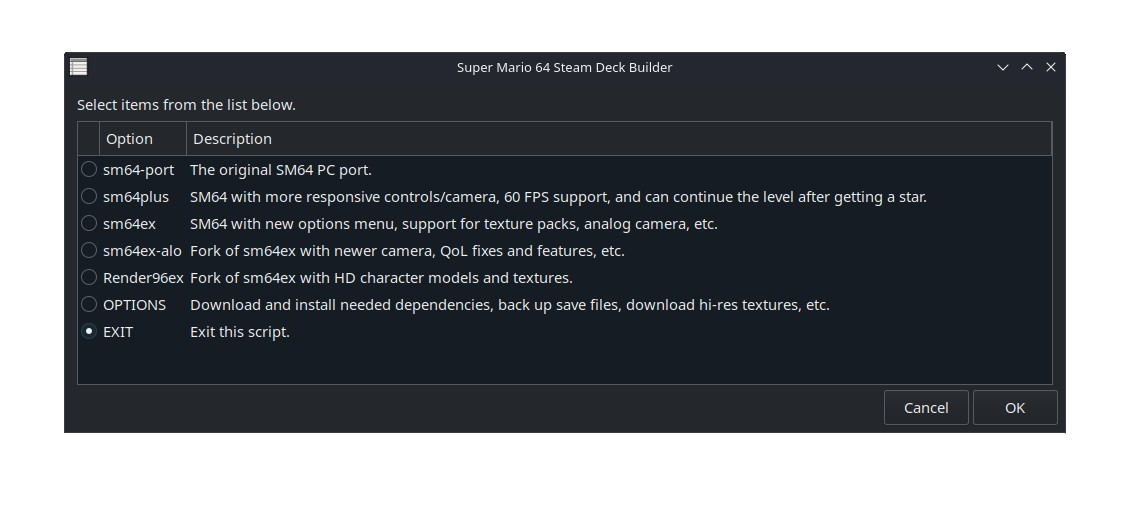 Super Mario 64 Steam Deck Builder
Select items from the list below.
Option Description
sm64-port The original SM64 PC port.
sm64plus SM64 with more responsive controls/camera, 60 FPS support, and can continue the level after getting a star.
sm64ex SM64 with new options menu, support for texture packs, analog camera, etc.
sm64ex-alo Fork of sm64ex with newer camera, QoL fixes and features, etc.
Render96ex Fork of sm64ex with HD character models and textures.
OPTIONS Download and install needed dependencies, back up save files, download hi-res textures, etc.
EXIT Exit this script.
Cancel OK